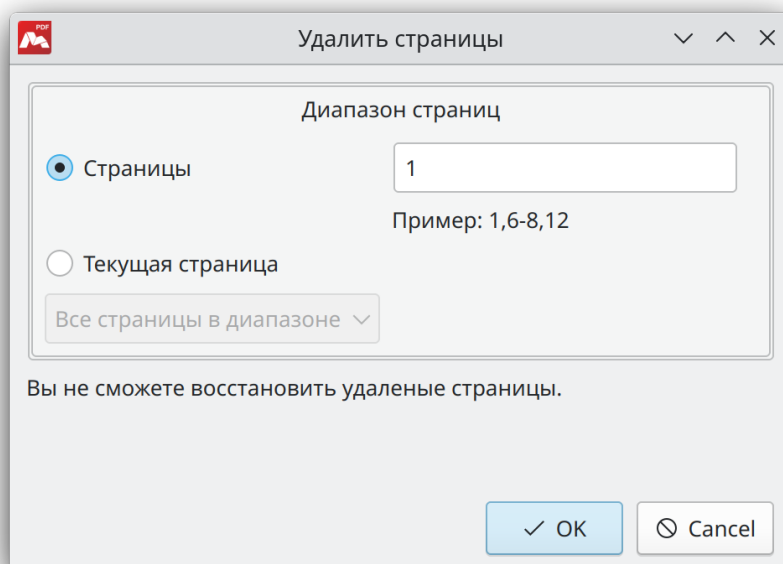 PDF
Удалить страницы
Диапазон страниц
Страницы
1
Пример: 1,6-8,12
Текущая страница
Все страницы в диапазоне
Вы не сможете восстановить удаленые страницы.
OK
Cancel